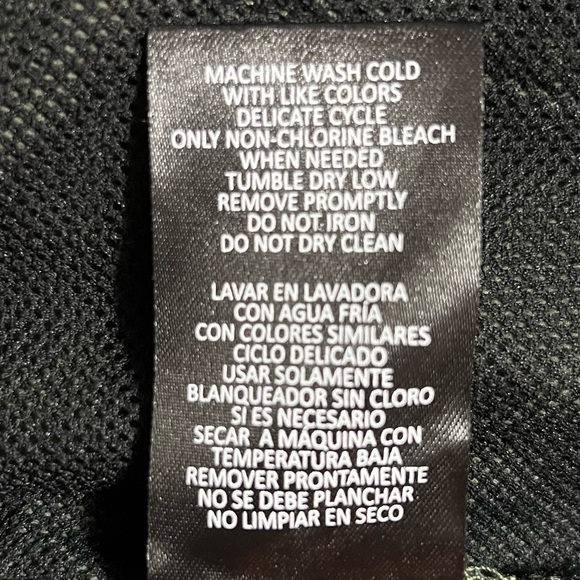 MACHINE WASH COLD
WITH LIKE COLORS
DELICATE CYCLE
ONLY NON-CHLORINE BLEACH
WHEN NEEDED
TUMBLE DRY LOW
REMOVE PROMPTLY
DO NOT IRON
DO NOT DRY CLEAN
LAVAR EN LAVADORA
CON AGUA FRÍA
CON COLORES SIMILARES
CICLO DELICADO
USAR SOLAMENTE
BLANQUEADOR SIN CLORO
SI ES NECESARIO
SECAR A MÁQUINA CON
TEMPERATURA BAJA
REMOVER PRONTAMENTE
NO SE DEBE PLANCHAR
NO LIMPIAR EN SECO